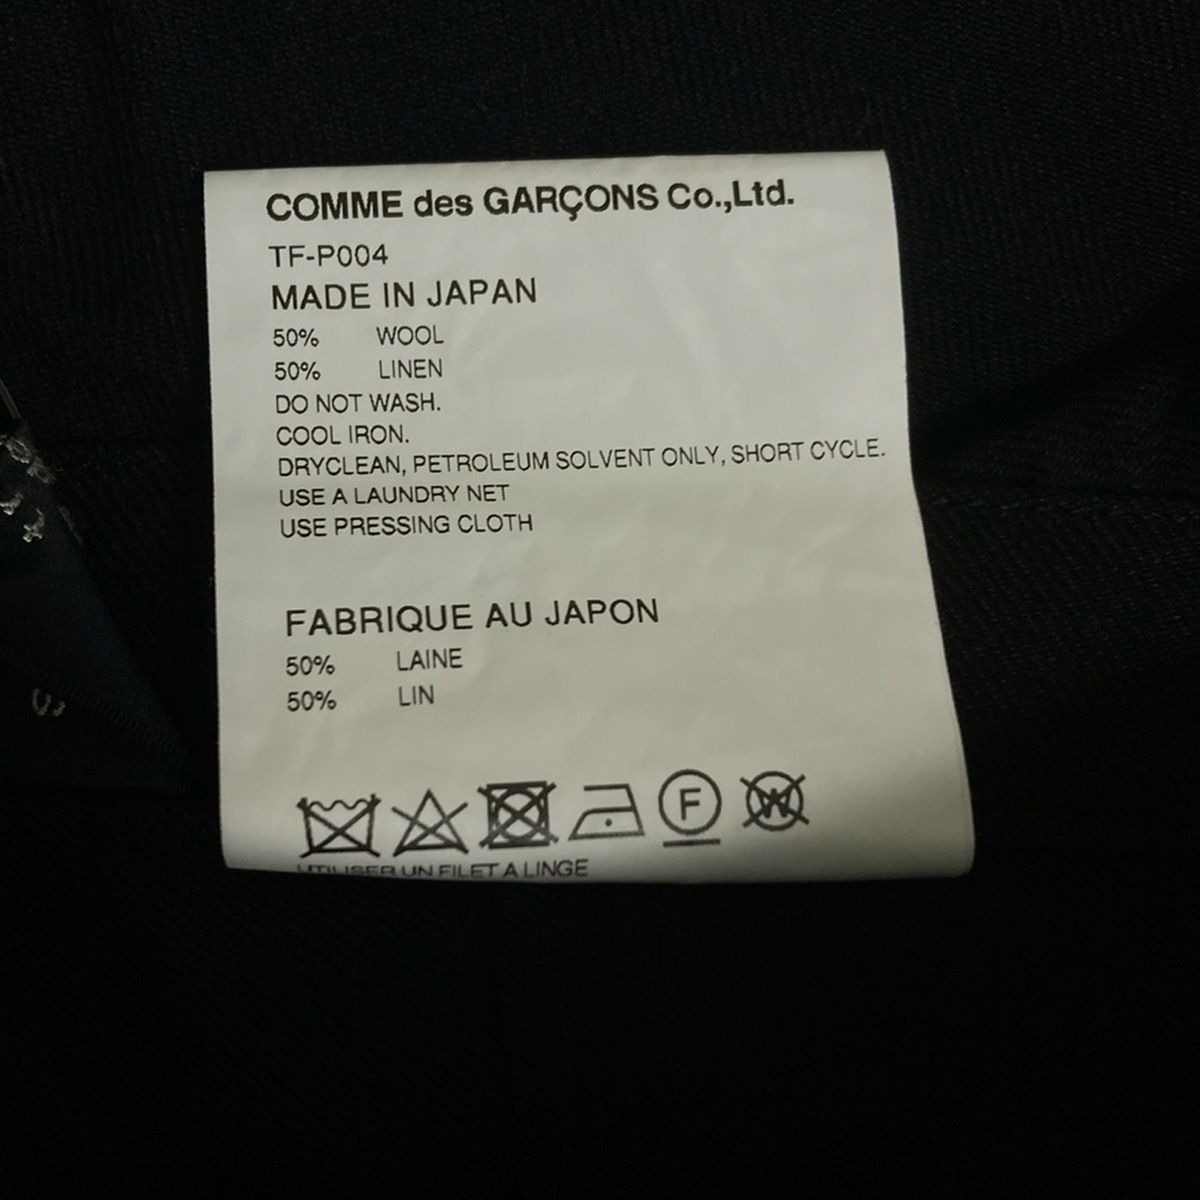 COMME des GARÇONS Co.,Ltd.
TF-P004
MADE IN JAPAN
50% WOOL
50% LINEN
DO NOT WASH.
COOL IRON.
DRYCLEAN, PETROLEUM SOLVENT ONLY, SHORT CYCLE.
USE A LAUNDRY NET
USE PRESSING CLOTH
FABRIQUE AU JAPON
50% LAINE
50% LIN
F
W
UTILISER UN FILET A LINGE
S